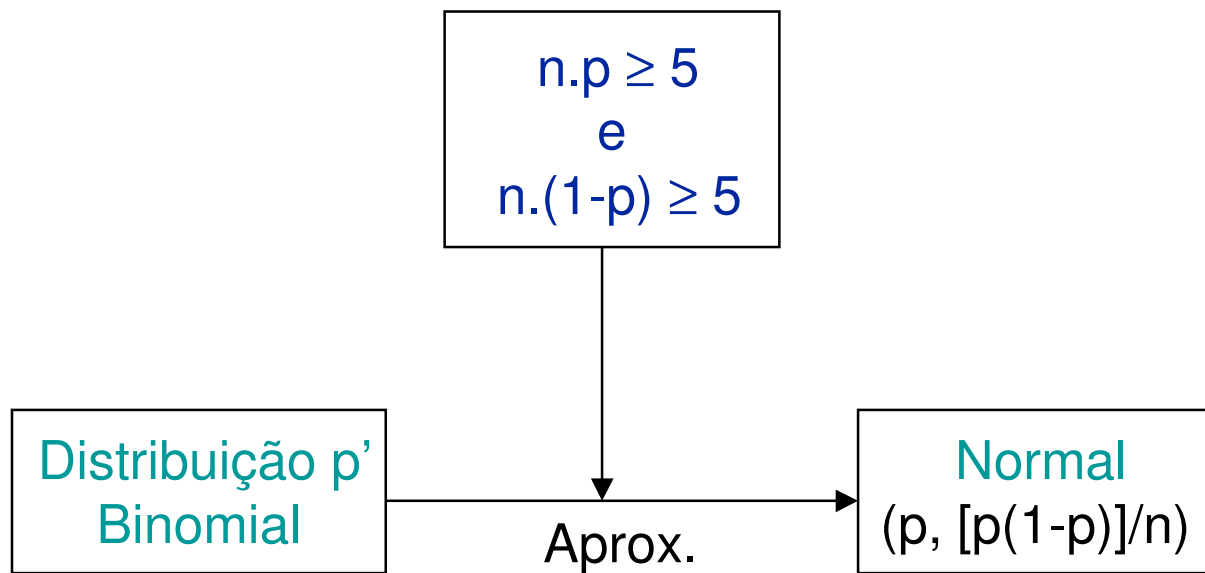 n.p ≥ 5
e
n.(1-p) ≥ 5
Distribuição p’
Binomial
Aprox.
Normal
(p, [p(1-p)]/n)